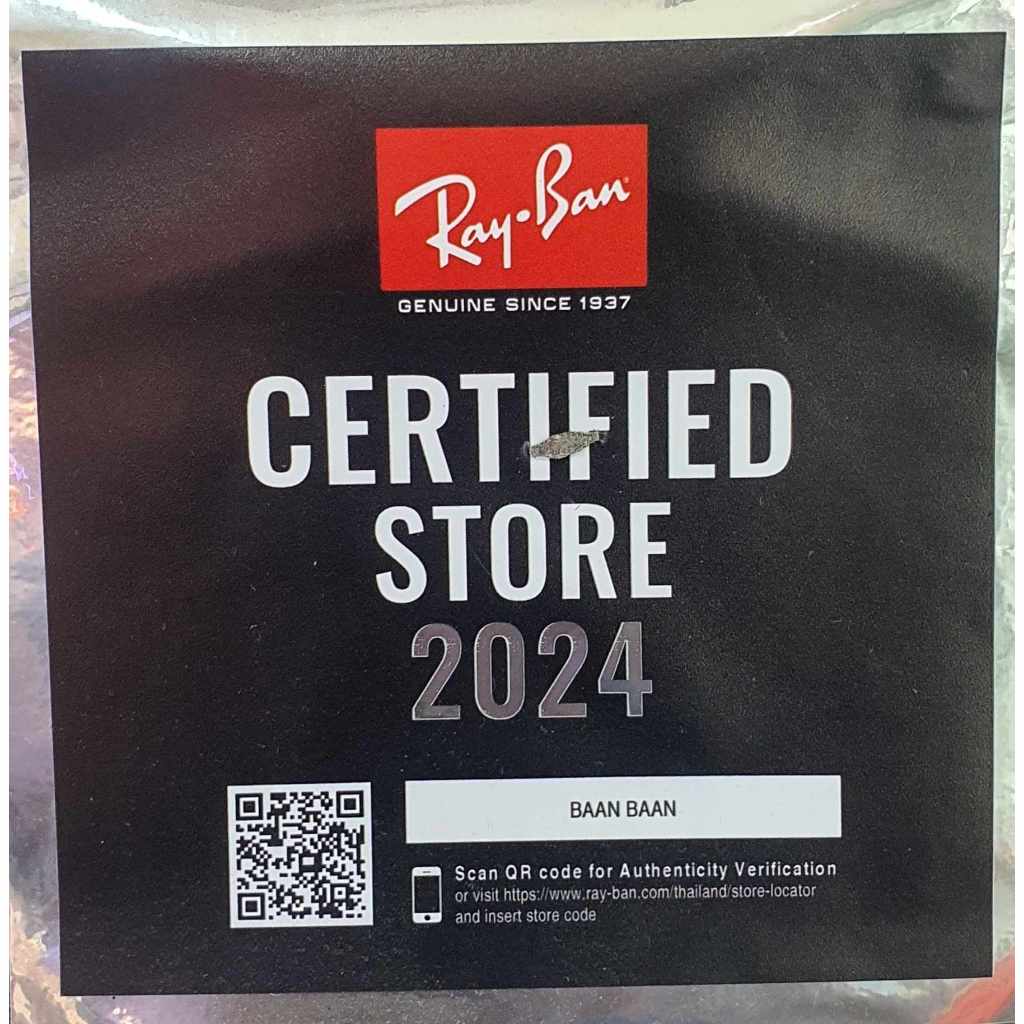 Ray-Ban
GENUINE SINCE 1937
CERTIFIED
STORE
2024
BAAN BAAN
Scan QR code for Authenticity Verification
or visit https://www.ray-ban.com/thailand/store-locator
and insert store code